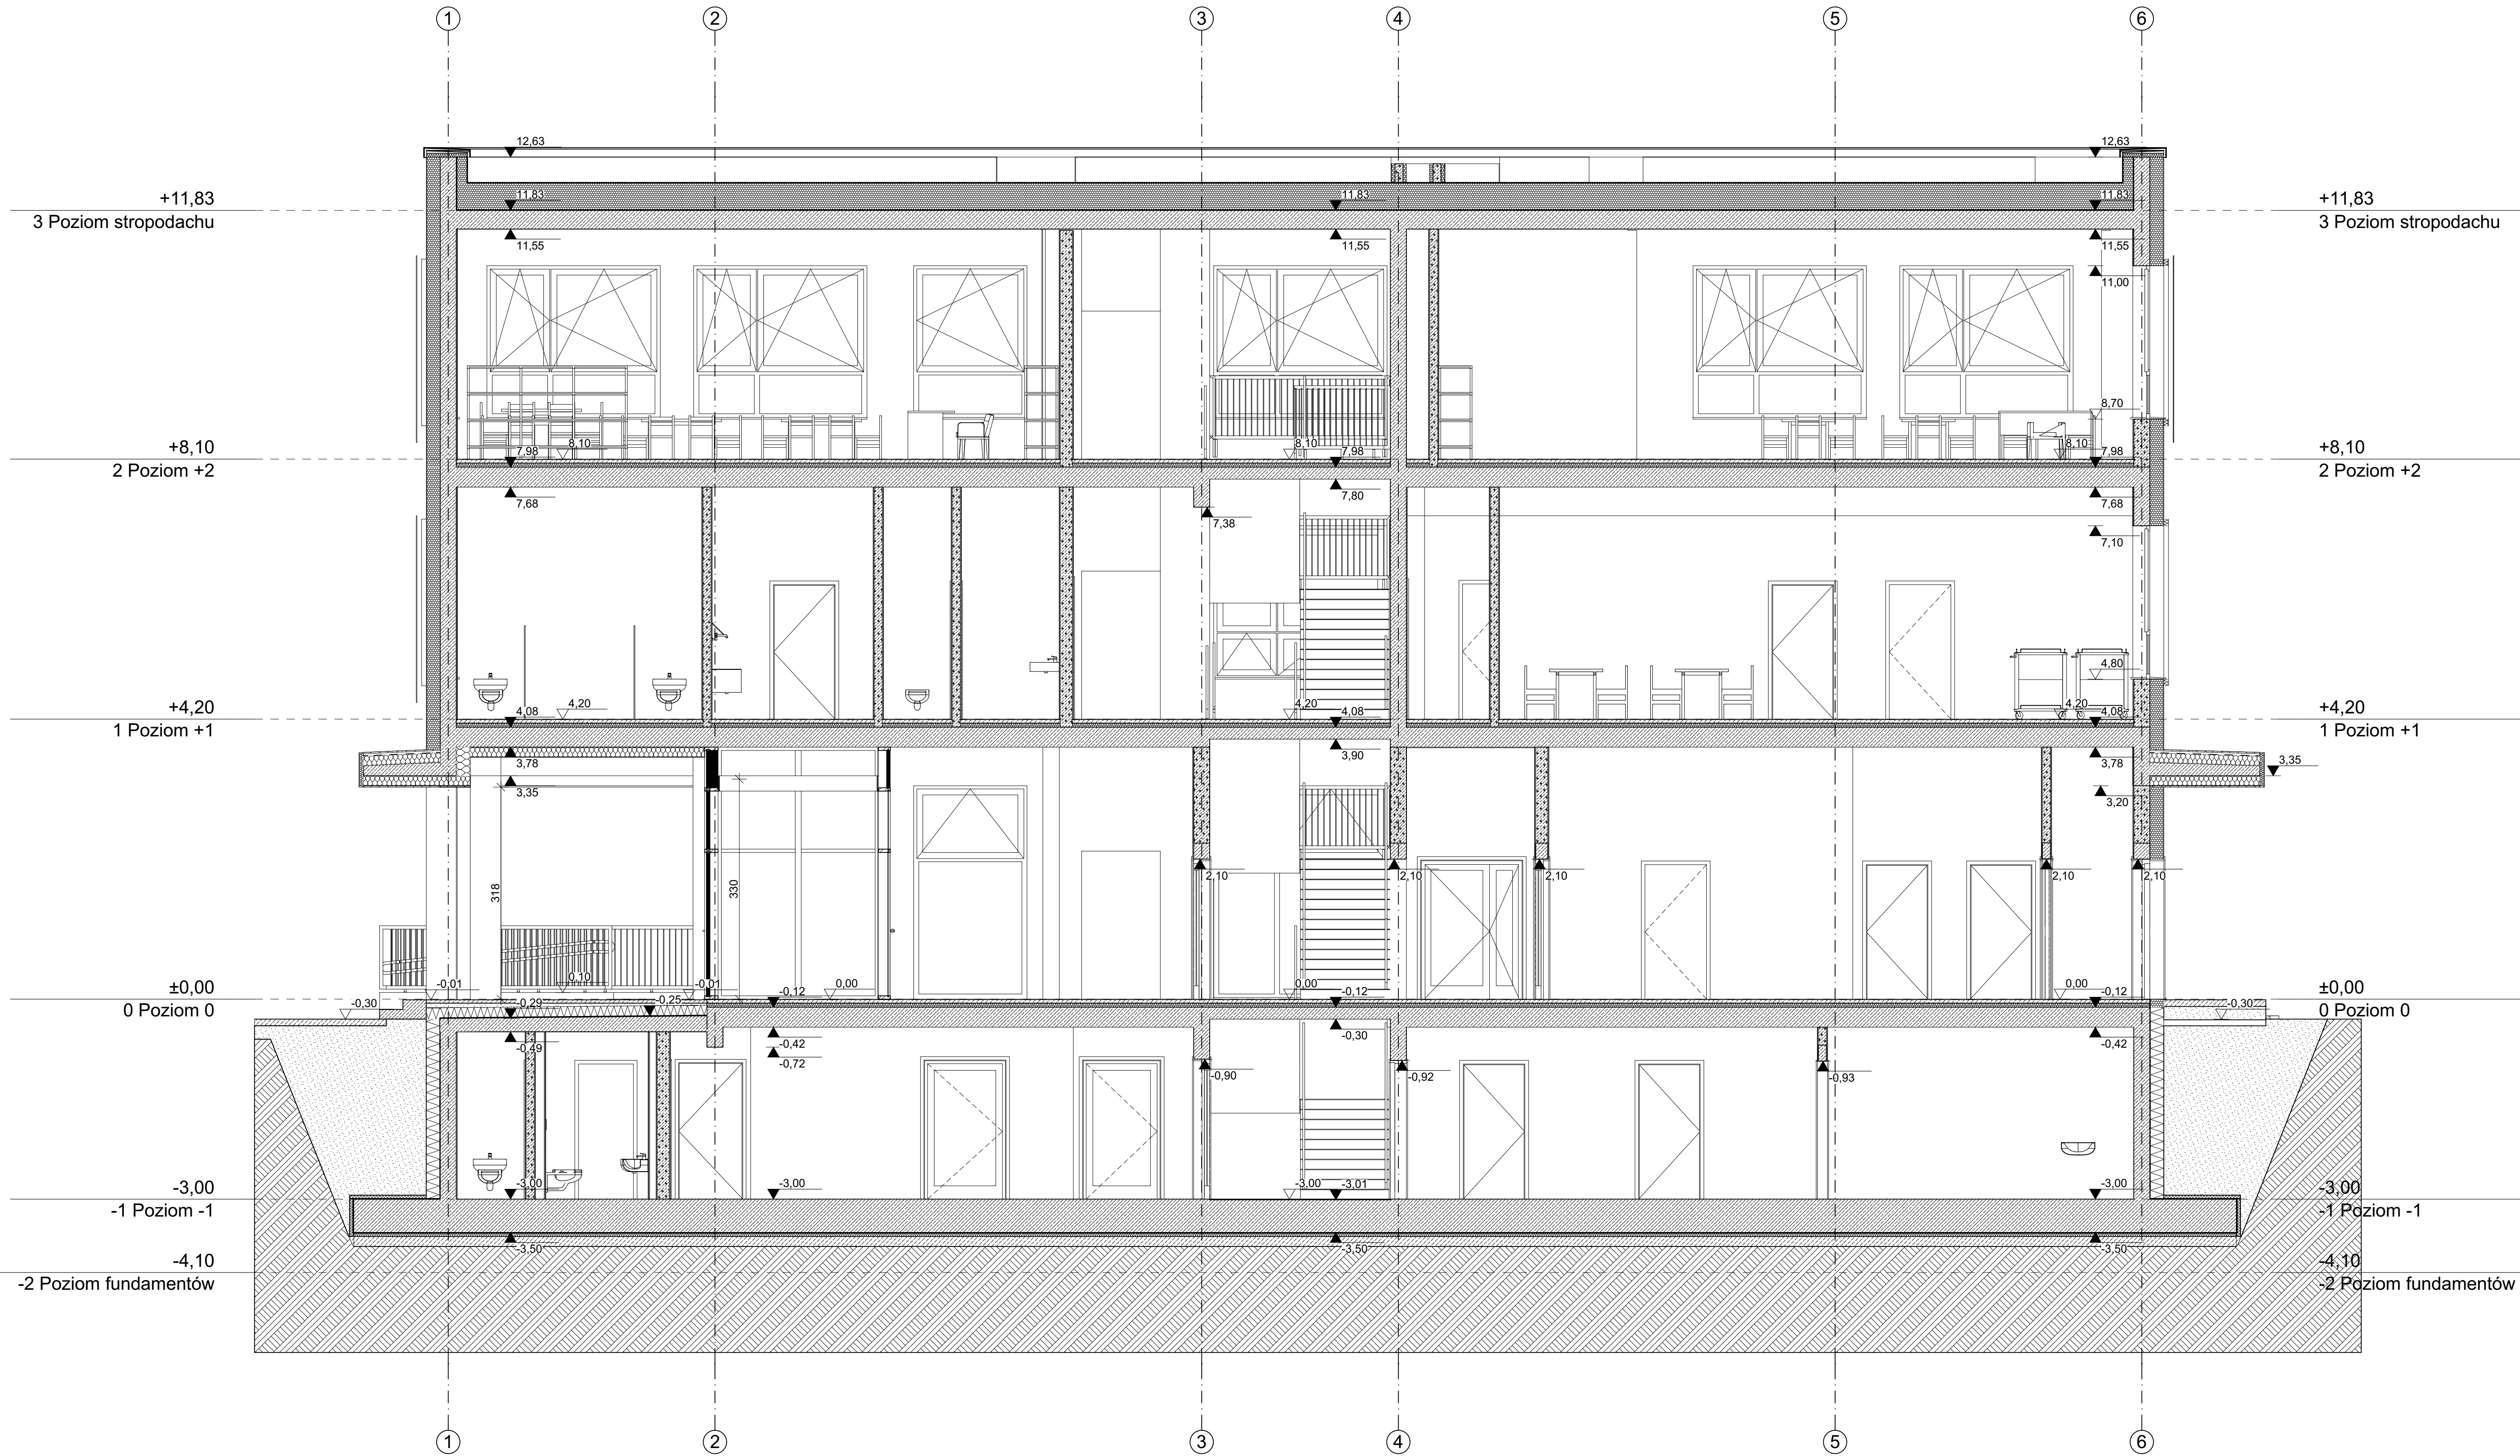 1 2 3 4 5 6
12,63 12,63
+11,83 11,83 11,83 11,83 +11,83
3 Poziom stropodachu 3 Poziom stropodachu
11,55 11,55 11,55
11,00
8,70
+8,10 8,10 8,10 8,10 +8,10
7,98 7,98 7,98
2 Poziom +2 2 Poziom +2
7,68 7,80 7,68
7,38
7,10
4,80
+4,20 4,20 4,20 4,20 +4,20
4,08 4,08 4,08
1 Poziom +1 1 Poziom +1
3,78 3,90 3,78
3,35 3,35
3,20
2,10 2,10 2,10 2,10 2,10
318 330
0,10
±0,00 -0,01 -0,01 0,00 0,00 0,00 ±0,00
-0,12 -0,12 -0,12
-0,30 -0,29 -0,25 -0,30
0 Poziom 0 0 Poziom 0
-0,49 -0,42 -0,30 -0,42
-0,72
-0,90 -0,92 -0,93
-3,00 -3,00 -3,00 -3,00 -3,01 -3,00 -3,00
-1 Poziom -1 -1 Poziom -1
-3,50 -3,50 -3,50
-4,10 -4,10
-2 Poziom fundamentów -2 Poziom fundamentów
1 2 3 4 5 6